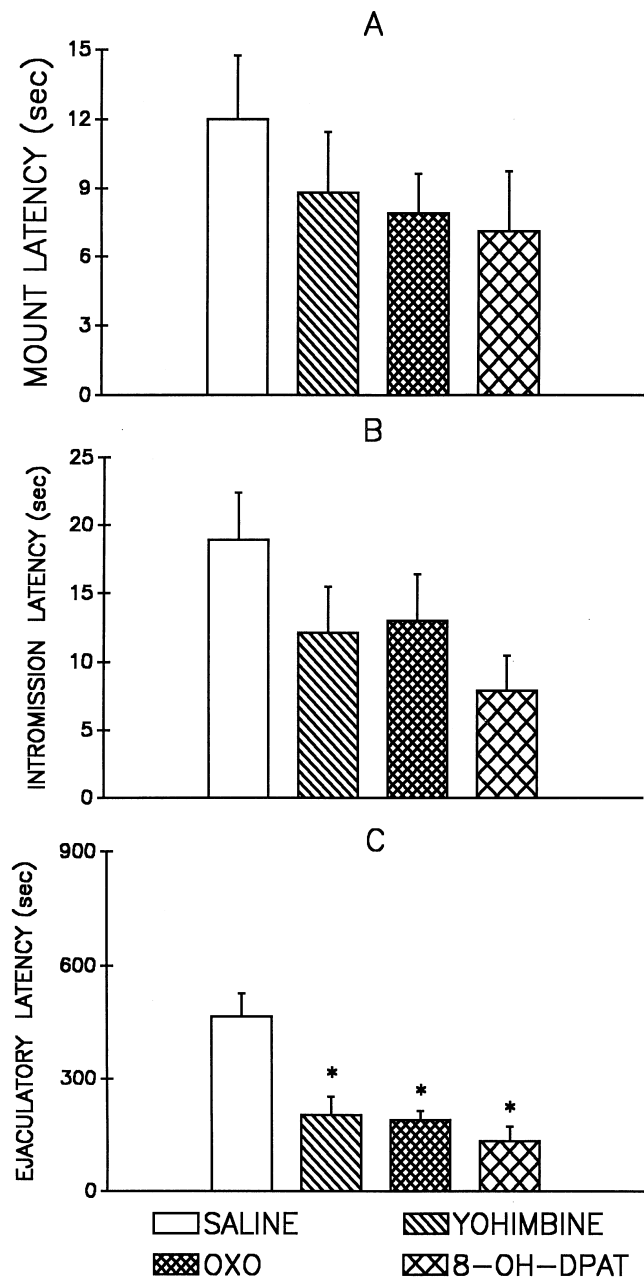 A
MOUNT LATENCY (sec)
15
12
9
6
3
0
B
INTROMISSION LATENCY (sec)
25
20
15
10
5
0
C
EJACULATORY LATENCY (sec)
900
600
300
0
* * *
SALINE YOHIMBINE
OXO 8-OH-DPAT